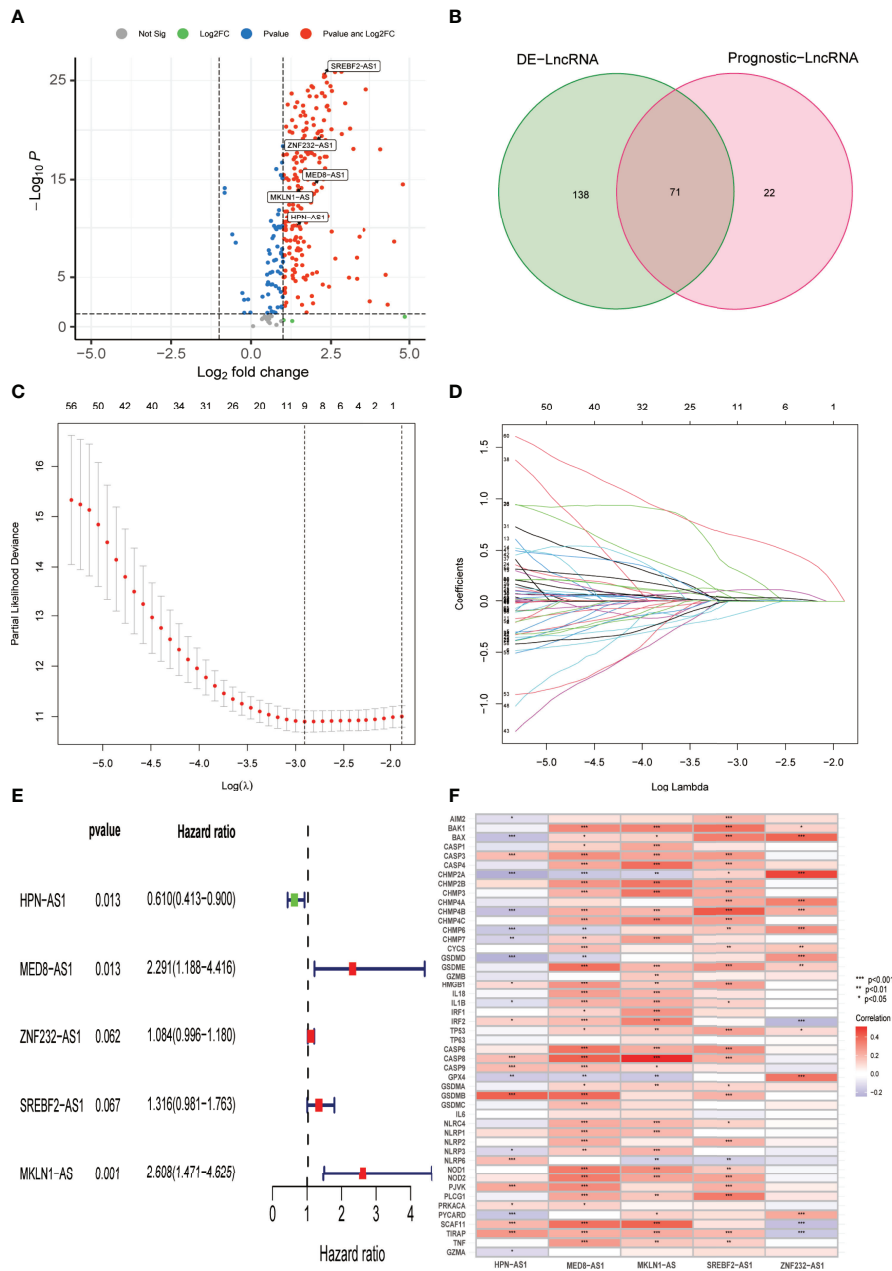 A
Not Sig Log2FC Pvalue Pvalue and Log2FC
SREBF2-AS1
ZNF232-AS1
MED8-AS1
MKLN1-AS
HPN-AS1
25
15
5
0
-Log10 P
-5.0 -2.5 0.0 2.5 5.0
Log2 fold change
B
DE-LncRNA
Prognostic-LncRNA
138 71 22
C
56 50 42 40 34 31 26 20 11 9 8 6 4 2 1
16
15
14
13
12
11
Partial Likelihood Deviance
-5.0 -4.5 -4.0 -3.5 -3.0 -2.5 -2.0
Log(λ)
D
50 40 32 25 11 6 1
1.5
1.0
0.5
0.0
-0.5
-1.0
Coefficients
60
38
31
13
53
48
43
-5.0 -4.5 -4.0 -3.5 -3.0 -2.5 -2.0
Log Lambda
E
pvalue Hazard ratio
HPN-AS1 0.013 0.610(0.413-0.900)
MED8-AS1 0.013 2.291(1.188-4.416)
ZNF232-AS1 0.062 1.084(0.996-1.180)
SREBF2-AS1 0.067 1.316(0.981-1.763)
MKLN1-AS 0.001 2.608(1.471-4.625)
0 1 2 3 4
Hazard ratio
F
AIM2
BAK1
BAX
CASP1
CASP3
CASP4
CHMP2A
CHMP2B
CHMP3
CHMP4A
CHMP4B
CHMP4C
CHMP6
CHMP7
CYCS
GSDMD
GSDME
GZMB
HMGB1
IL18
IL1B
IRF1
IRF2
TP53
TP63
CASP6
CASP8
CASP9
GPX4
GSDMA
GSDMB
GSDMC
IL6
NLRC4
NLRP1
NLRP2
NLRP3
NLRP6
NOD1
NOD2
PJVK
PLCG1
PRKACA
PYCARD
SCAF11
TIRAP
TNF
GZMA
HPN-AS1 MED8-AS1 MKLN1-AS SREBF2-AS1 ZNF232-AS1
*** p<0.001
** p<0.01
* p<0.05
Correlation
0.4
0.2
0.0
-0.2